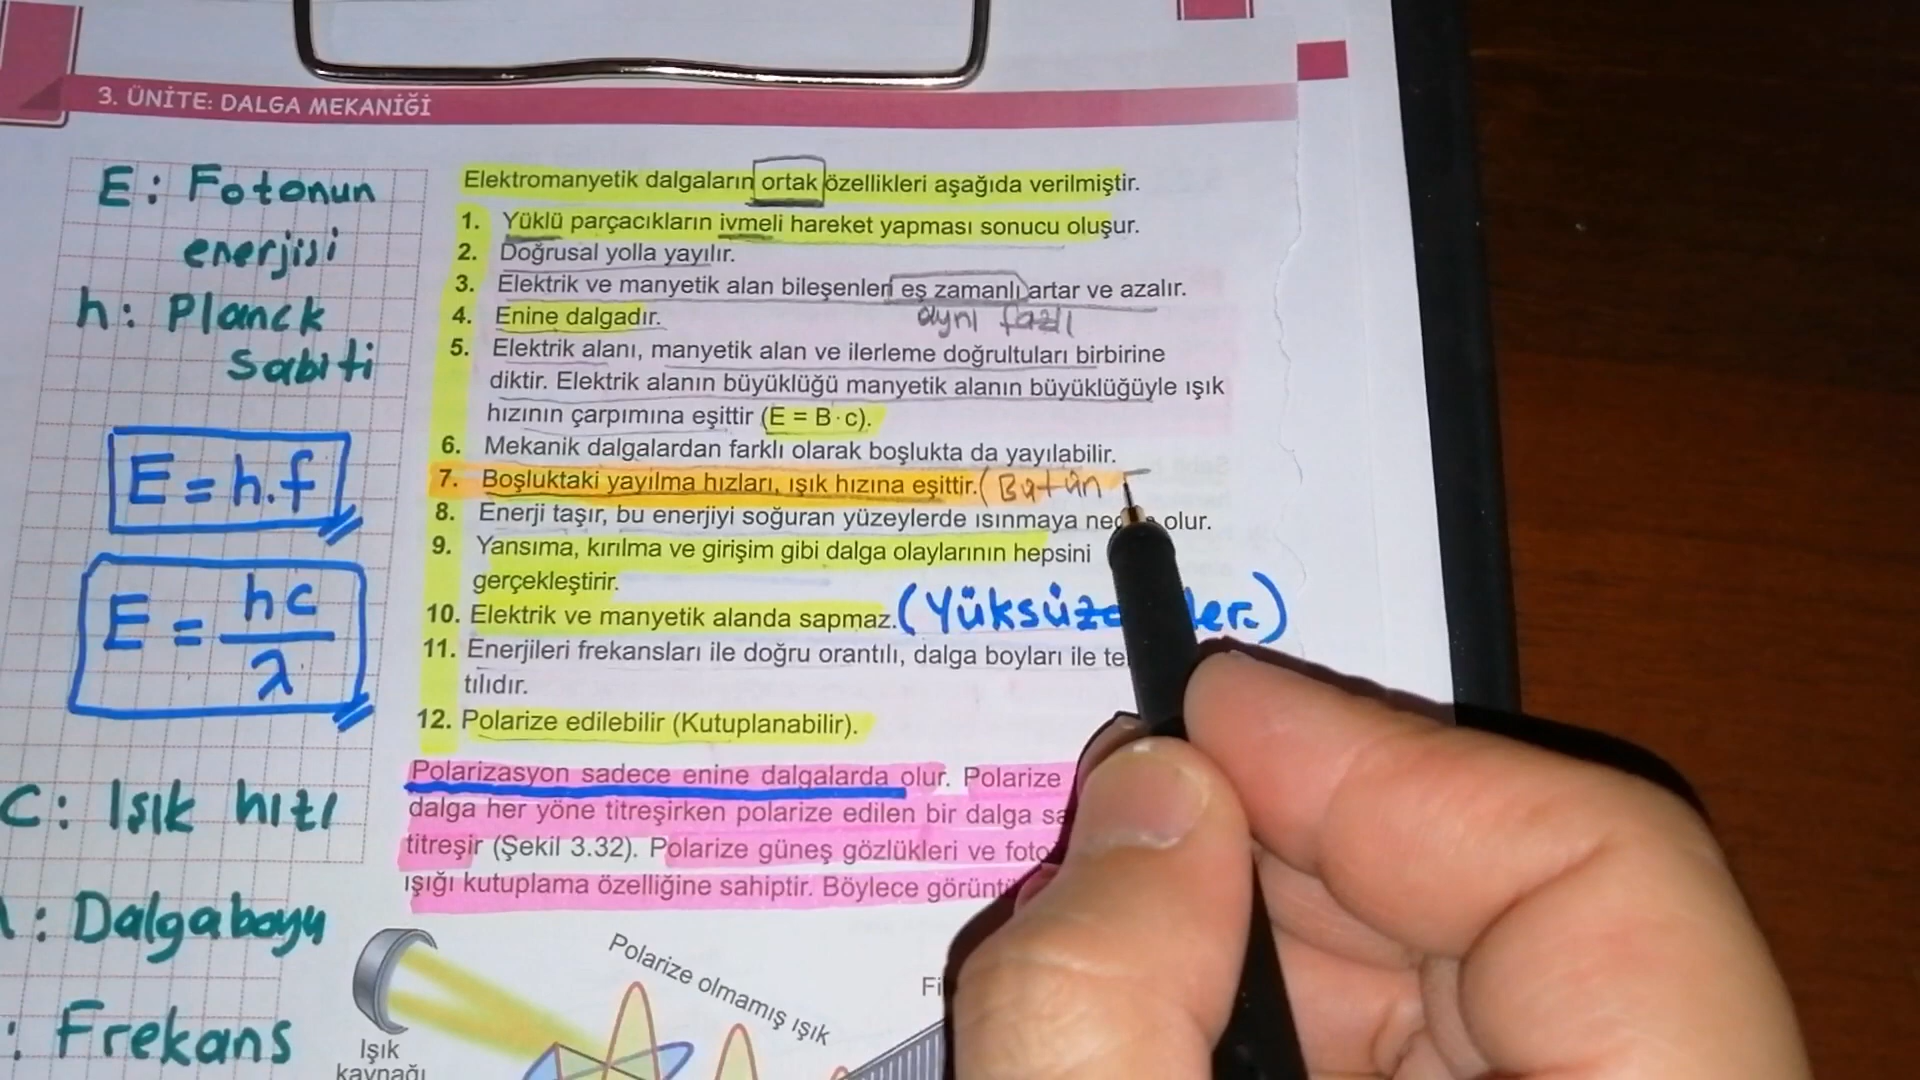 3. ÜNİTE: DALGA MEKANİĞİ
E: Fotonun
enerjisi
h: Planck
Sabiti
E = h.f
E = hc
λ
C: Işık hızı
: Dalgaboyu
: Frekans
Elektromanyetik dalgaların ortak özellikleri aşağıda verilmiştir.
1. Yüklü parçacıkların ivmeli hareket yapması sonucu oluşur.
2. Doğrusal yolla yayılır.
3. Elektrik ve manyetik alan bileşenleri eş zamanlı artar ve azalır.
aynı fazlı
4. Enine dalgadır.
5. Elektrik alanı, manyetik alan ve ilerleme doğrultuları birbirine
diktir. Elektrik alanın büyüklüğü manyetik alanın büyüklüğüyle ışık
hızının çarpımına eşittir (E = B · c).
6. Mekanik dalgalardan farklı olarak boşlukta da yayılabilir.
7. Boşluktaki yayılma hızları, ışık hızına eşittir. (Bütün
8. Enerji taşır, bu enerjiyi soğuran yüzeylerde ısınmaya olur.
9. Yansıma, kırılma ve girişim gibi dalga olaylarının hepsini
gerçekleştirir.
10. Elektrik ve manyetik alanda sapmaz. (
11. Enerjileri frekansları ile doğru orantılı, dalga boyları ile
tılıdır.
12. Polarize edilebilir (Kutuplanabilir).
Polarizasyon sadece enine dalgalarda olur. Polarize
dalga her yöne titreşirken polarize edilen bir dalga
titreşir (Şekil 3.32). Polarize güneş gözlükleri ve
ışığı kutuplama özelliğine sahiptir. Böylece
Polarize olmamış ışık
Işık
kaynağı